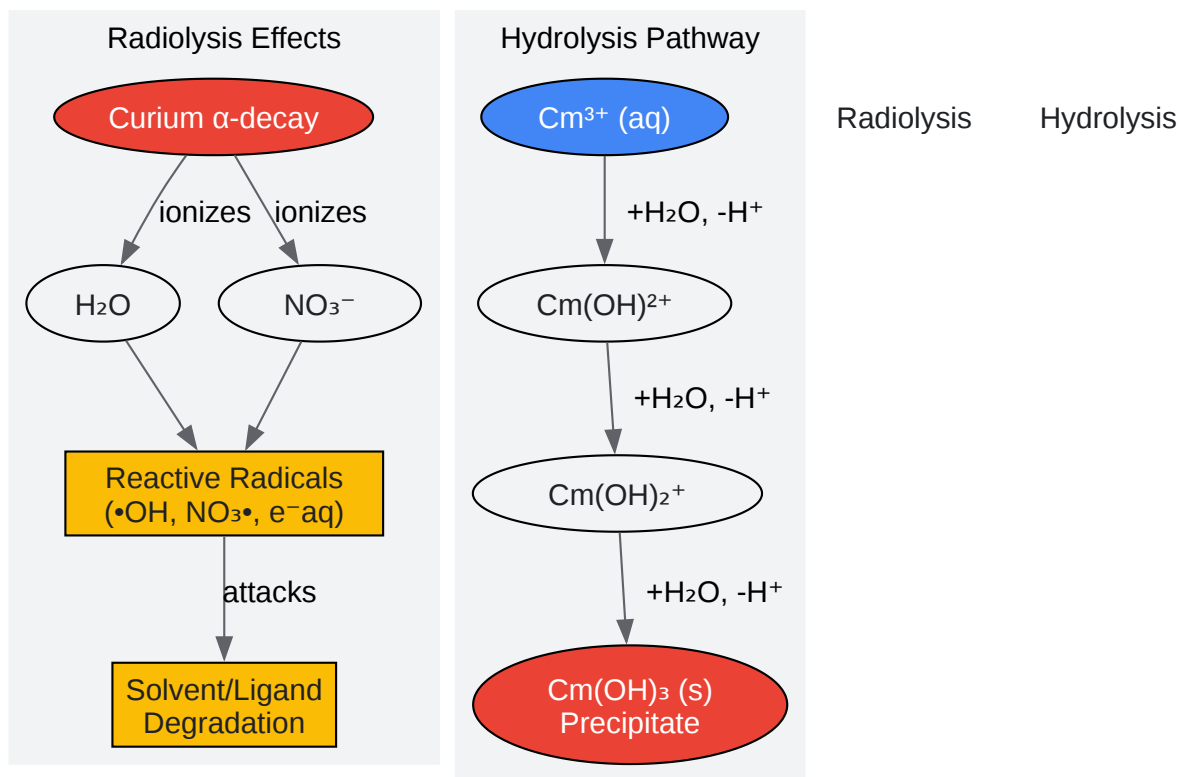 Radiolysis Effects
Curium α-decay
ionizes
ionizes
H₂O
NO₃⁻
Reactive Radicals
(•OH, NO₃•, e⁻aq)
attacks
Solvent/Ligand
Degradation
Hydrolysis Pathway
Cm³⁺ (aq)
+H₂O, -H⁺
Cm(OH)²⁺
+H₂O, -H⁺
Cm(OH)₂⁺
+H₂O, -H⁺
Cm(OH)₃ (s)
Precipitate
Radiolysis
Hydrolysis